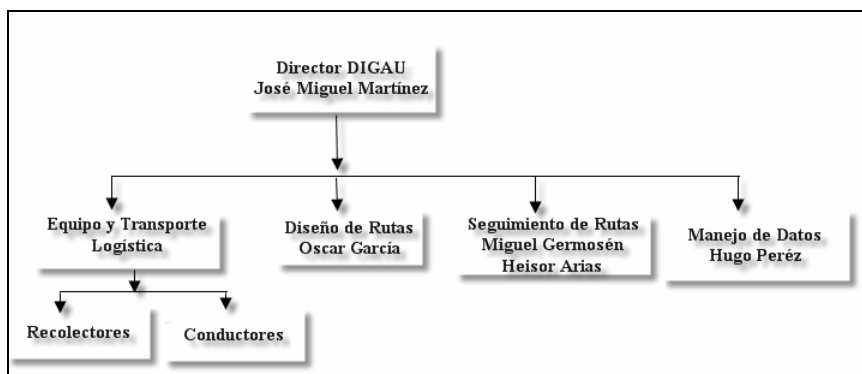 Director DIGAU
José Miguel Martínez
Equipo y Transporte
Logística
Diseño de Rutas
Oscar García
Seguimiento de Rutas
Miguel Germosén
Heisor Arias
Manejo de Datos
Hugo Peréz
Recolectores
Conductores